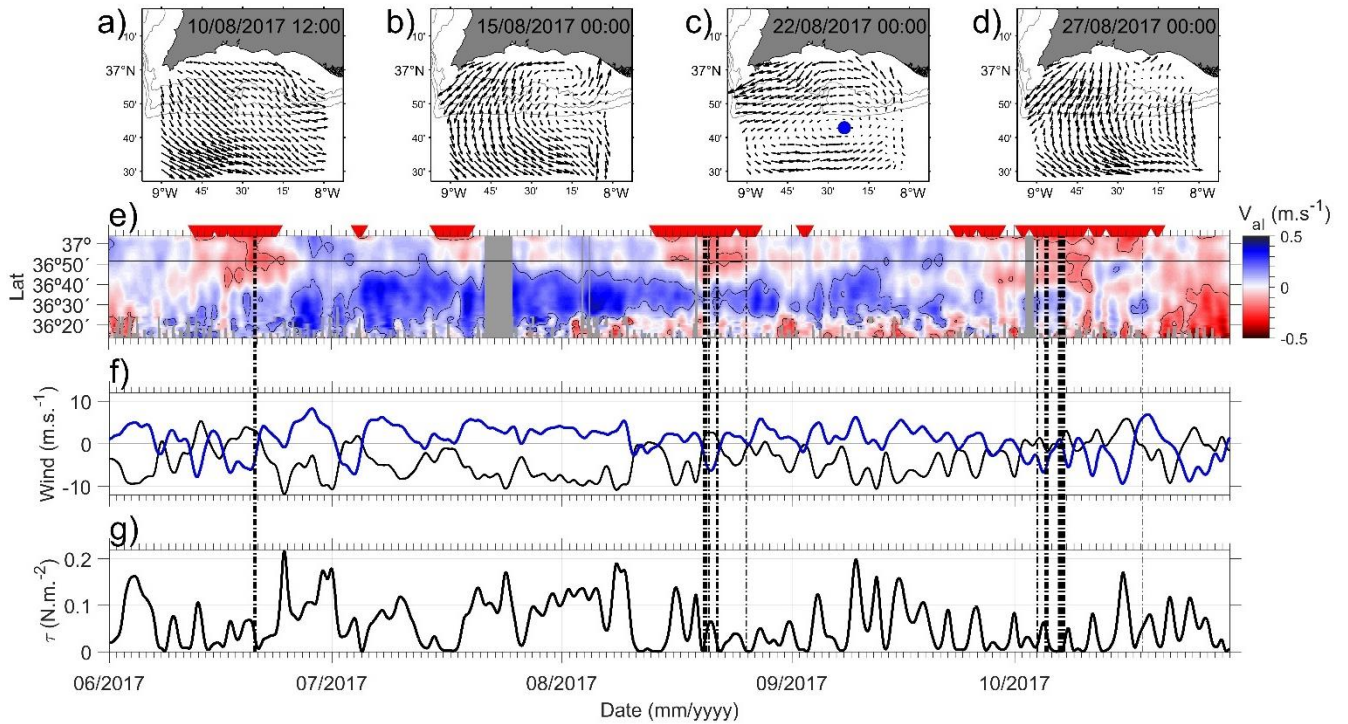 a) b) c) d)
10/08/2017 12:00 15/08/2017 00:00 22/08/2017 00:00 27/08/2017 00:00
10' 10' 10' 10'
37°N 37°N 37°N 37°N
50' 50' 50' 50'
40' 40' 40' 40'
30' 30' 30' 30'
9°W 45' 30' 15' 8°W 9°W 45' 30' 15' 8°W 9°W 45' 30' 15' 8°W 9°W 45' 30' 15' 8°W
e) Val (m.s-1)
Lat
37° 0.5
36°50´
36°40´ 0
36°30´
36°20´ -0.5
f)
Wind (m.s.-1)
10
0
-10
g)
τ (N.m.-2)
0.2
0.1
0
06/2017 07/2017 08/2017 09/2017 10/2017
Date (mm/yyyy)